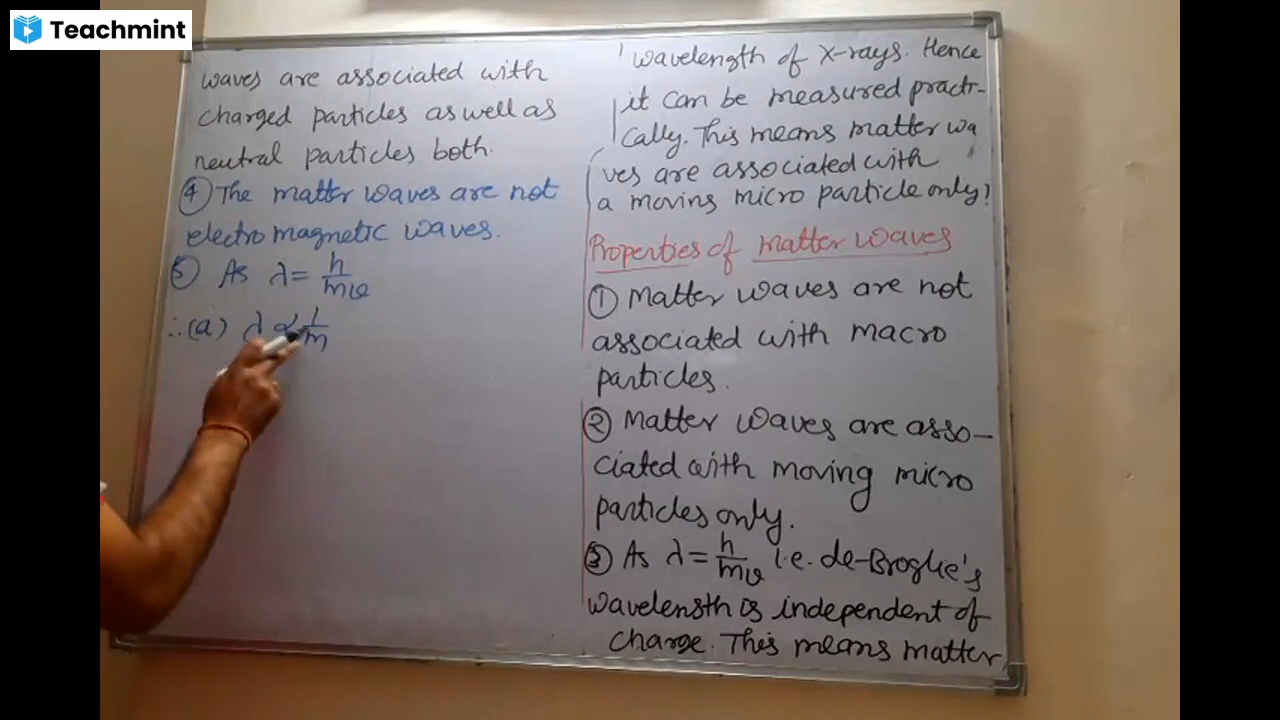 Teachmint
waves are associated with
charged particles as well as
neutral particles both.
④ The matter waves are not
electro magnetic waves.
⑤ As λ = h/mv
∴ (a) λ ∝ 1/m
wavelength of X-rays. Hence
it can be measured practi-
cally. This means matter wa
ves are associated with
a moving micro particle only!
Properties of matter waves
① Matter waves are not
associated with macro
particles.
② Matter waves are asso-
ciated with moving micro
particles only.
③ As λ = h/mv i.e. de-Broglie's
wavelength is independent of
charge. This means matter